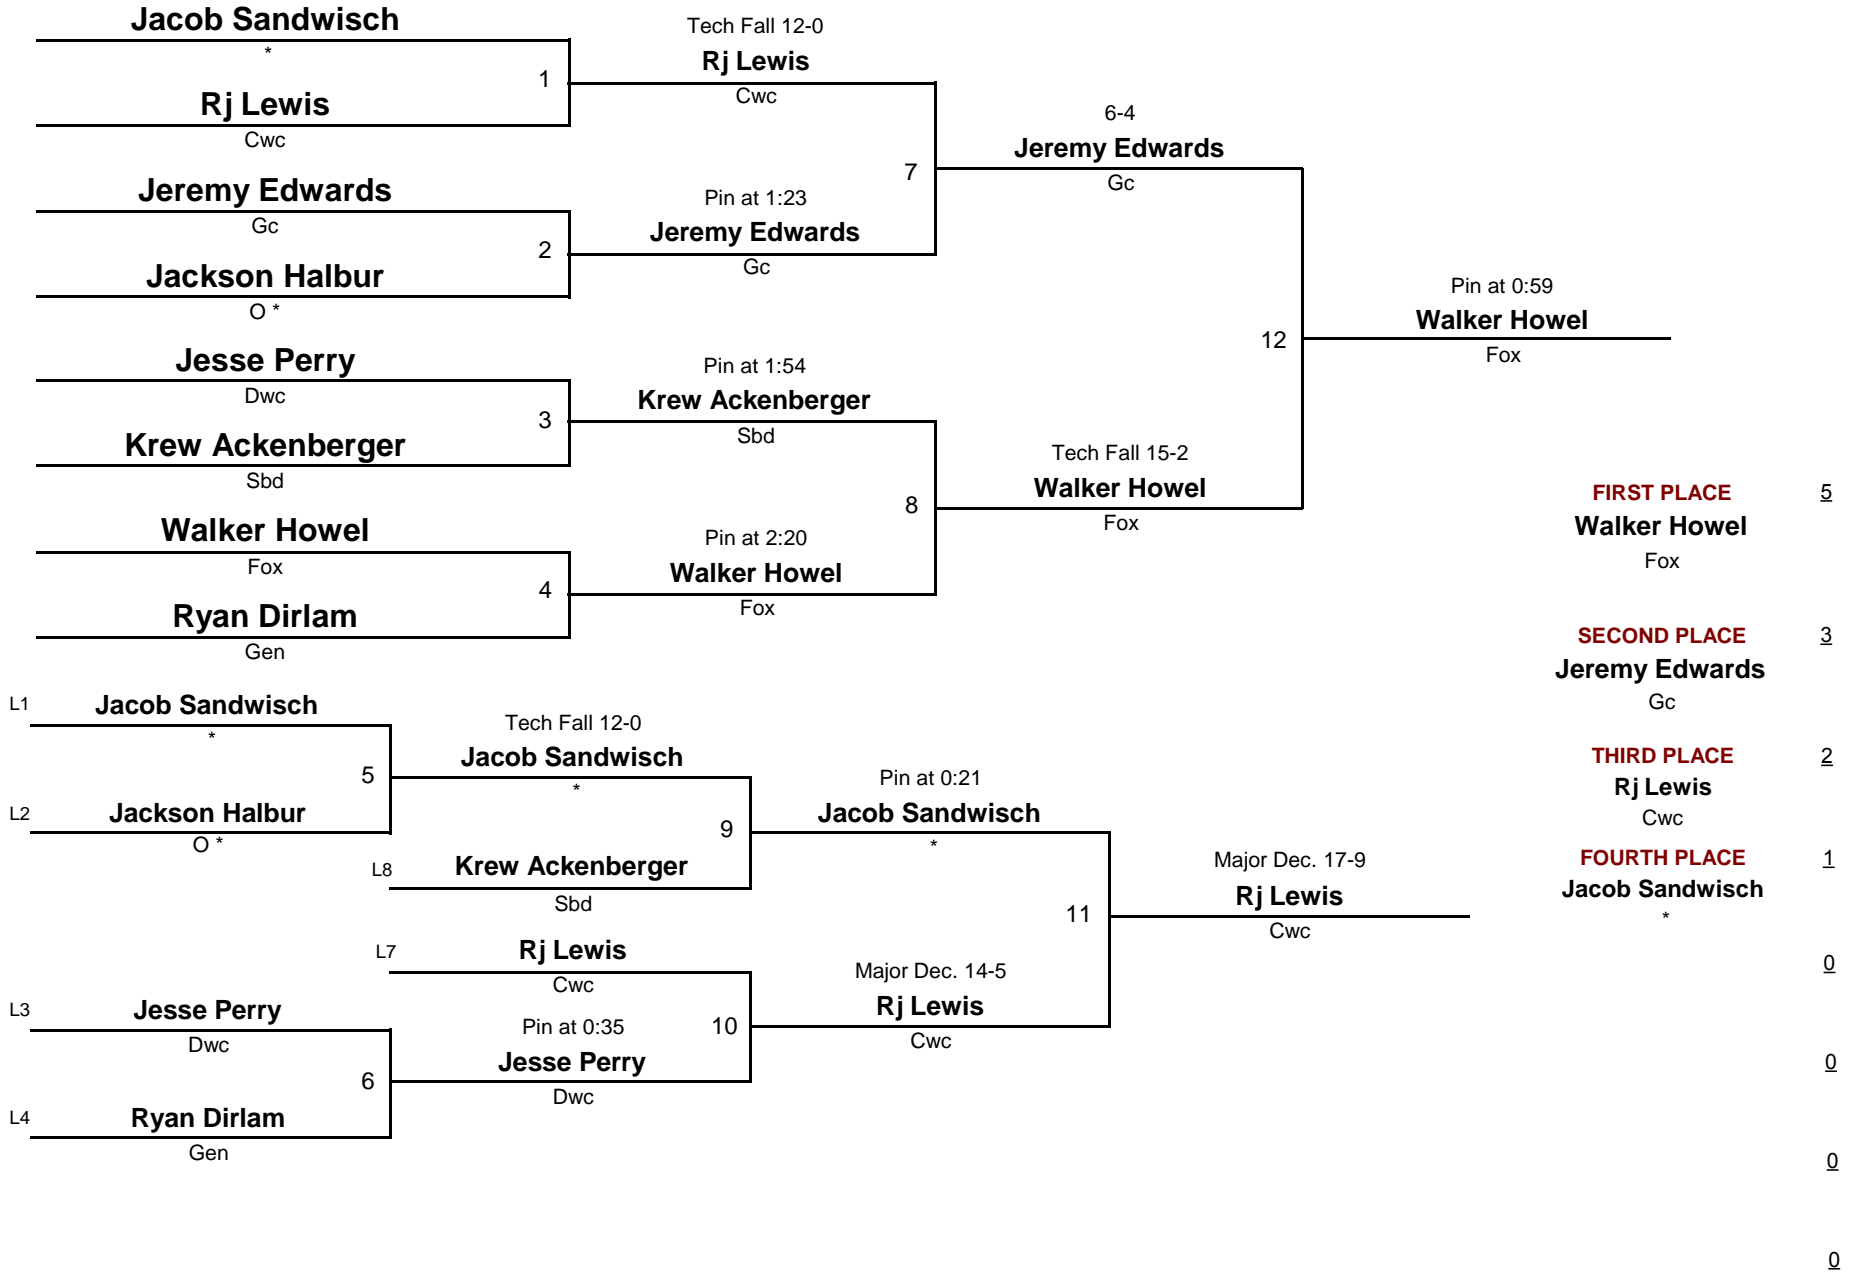 Jacob Sandwisch
*
1
Rj Lewis
Cwc
Jeremy Edwards
Gc
2
Jackson Halbur
O *
Jesse Perry
Dwc
3
Krew Ackenberger
Sbd
Walker Howel
Fox
4
Ryan Dirlam
Gen
Tech Fall 12-0
Rj Lewis
Cwc
7
Pin at 1:23
Jeremy Edwards
Gc
Pin at 1:54
Krew Ackenberger
Sbd
8
Pin at 2:20
Walker Howel
Fox
6-4
Jeremy Edwards
Gc
12
Tech Fall 15-2
Walker Howel
Fox
Pin at 0:59
Walker Howel
Fox
L1 Jacob Sandwisch
*
5
L2 Jackson Halbur
O *
Tech Fall 12-0
Jacob Sandwisch
*
9
L8 Krew Ackenberger
Sbd
L7 Rj Lewis
Cwc
10
L3 Jesse Perry
Dwc
6
L4 Ryan Dirlam
Gen
Pin at 0:35
Jesse Perry
Dwc
Pin at 0:21
Jacob Sandwisch
*
11
Major Dec. 14-5
Rj Lewis
Cwc
Major Dec. 17-9
Rj Lewis
Cwc
FIRST PLACE 5
Walker Howel
Fox
SECOND PLACE 3
Jeremy Edwards
Gc
THIRD PLACE 2
Rj Lewis
Cwc
FOURTH PLACE 1
Jacob Sandwisch
*
0
0
0
0